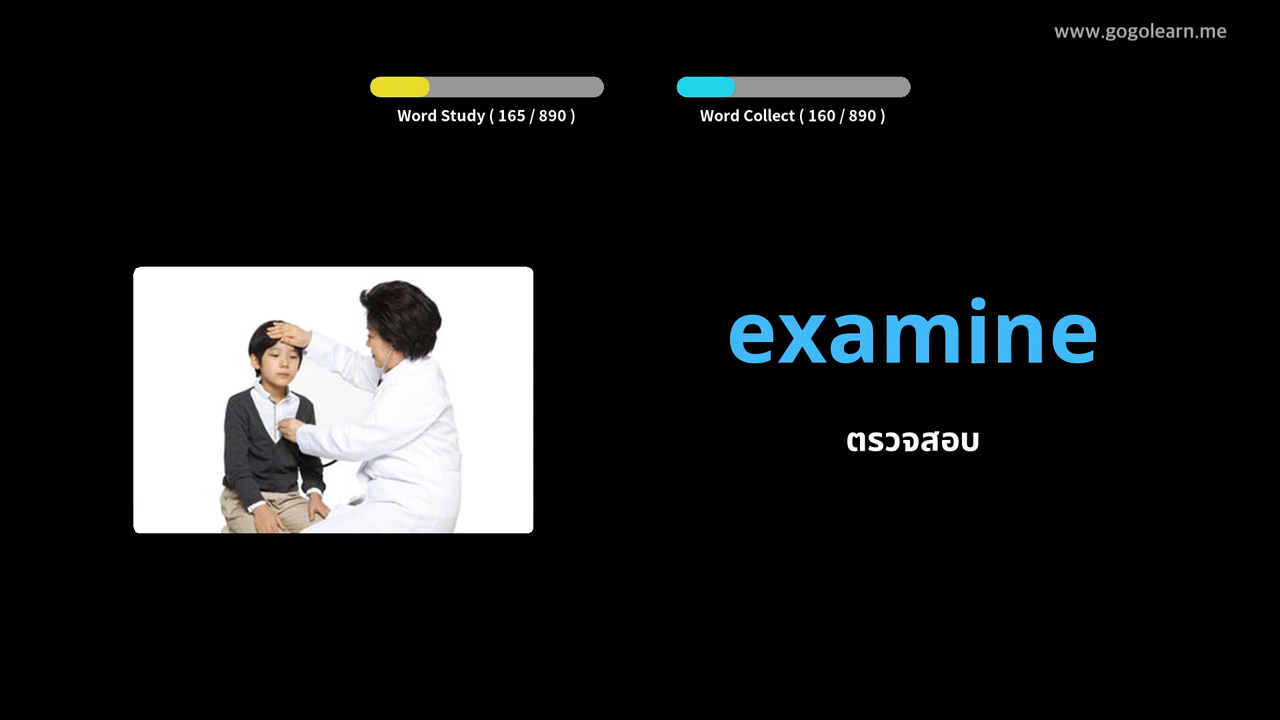 www.gogolearn.me
Word Study ( 165 / 890 )
Word Collect ( 160 / 890 )
examine
ตรวจสอบ